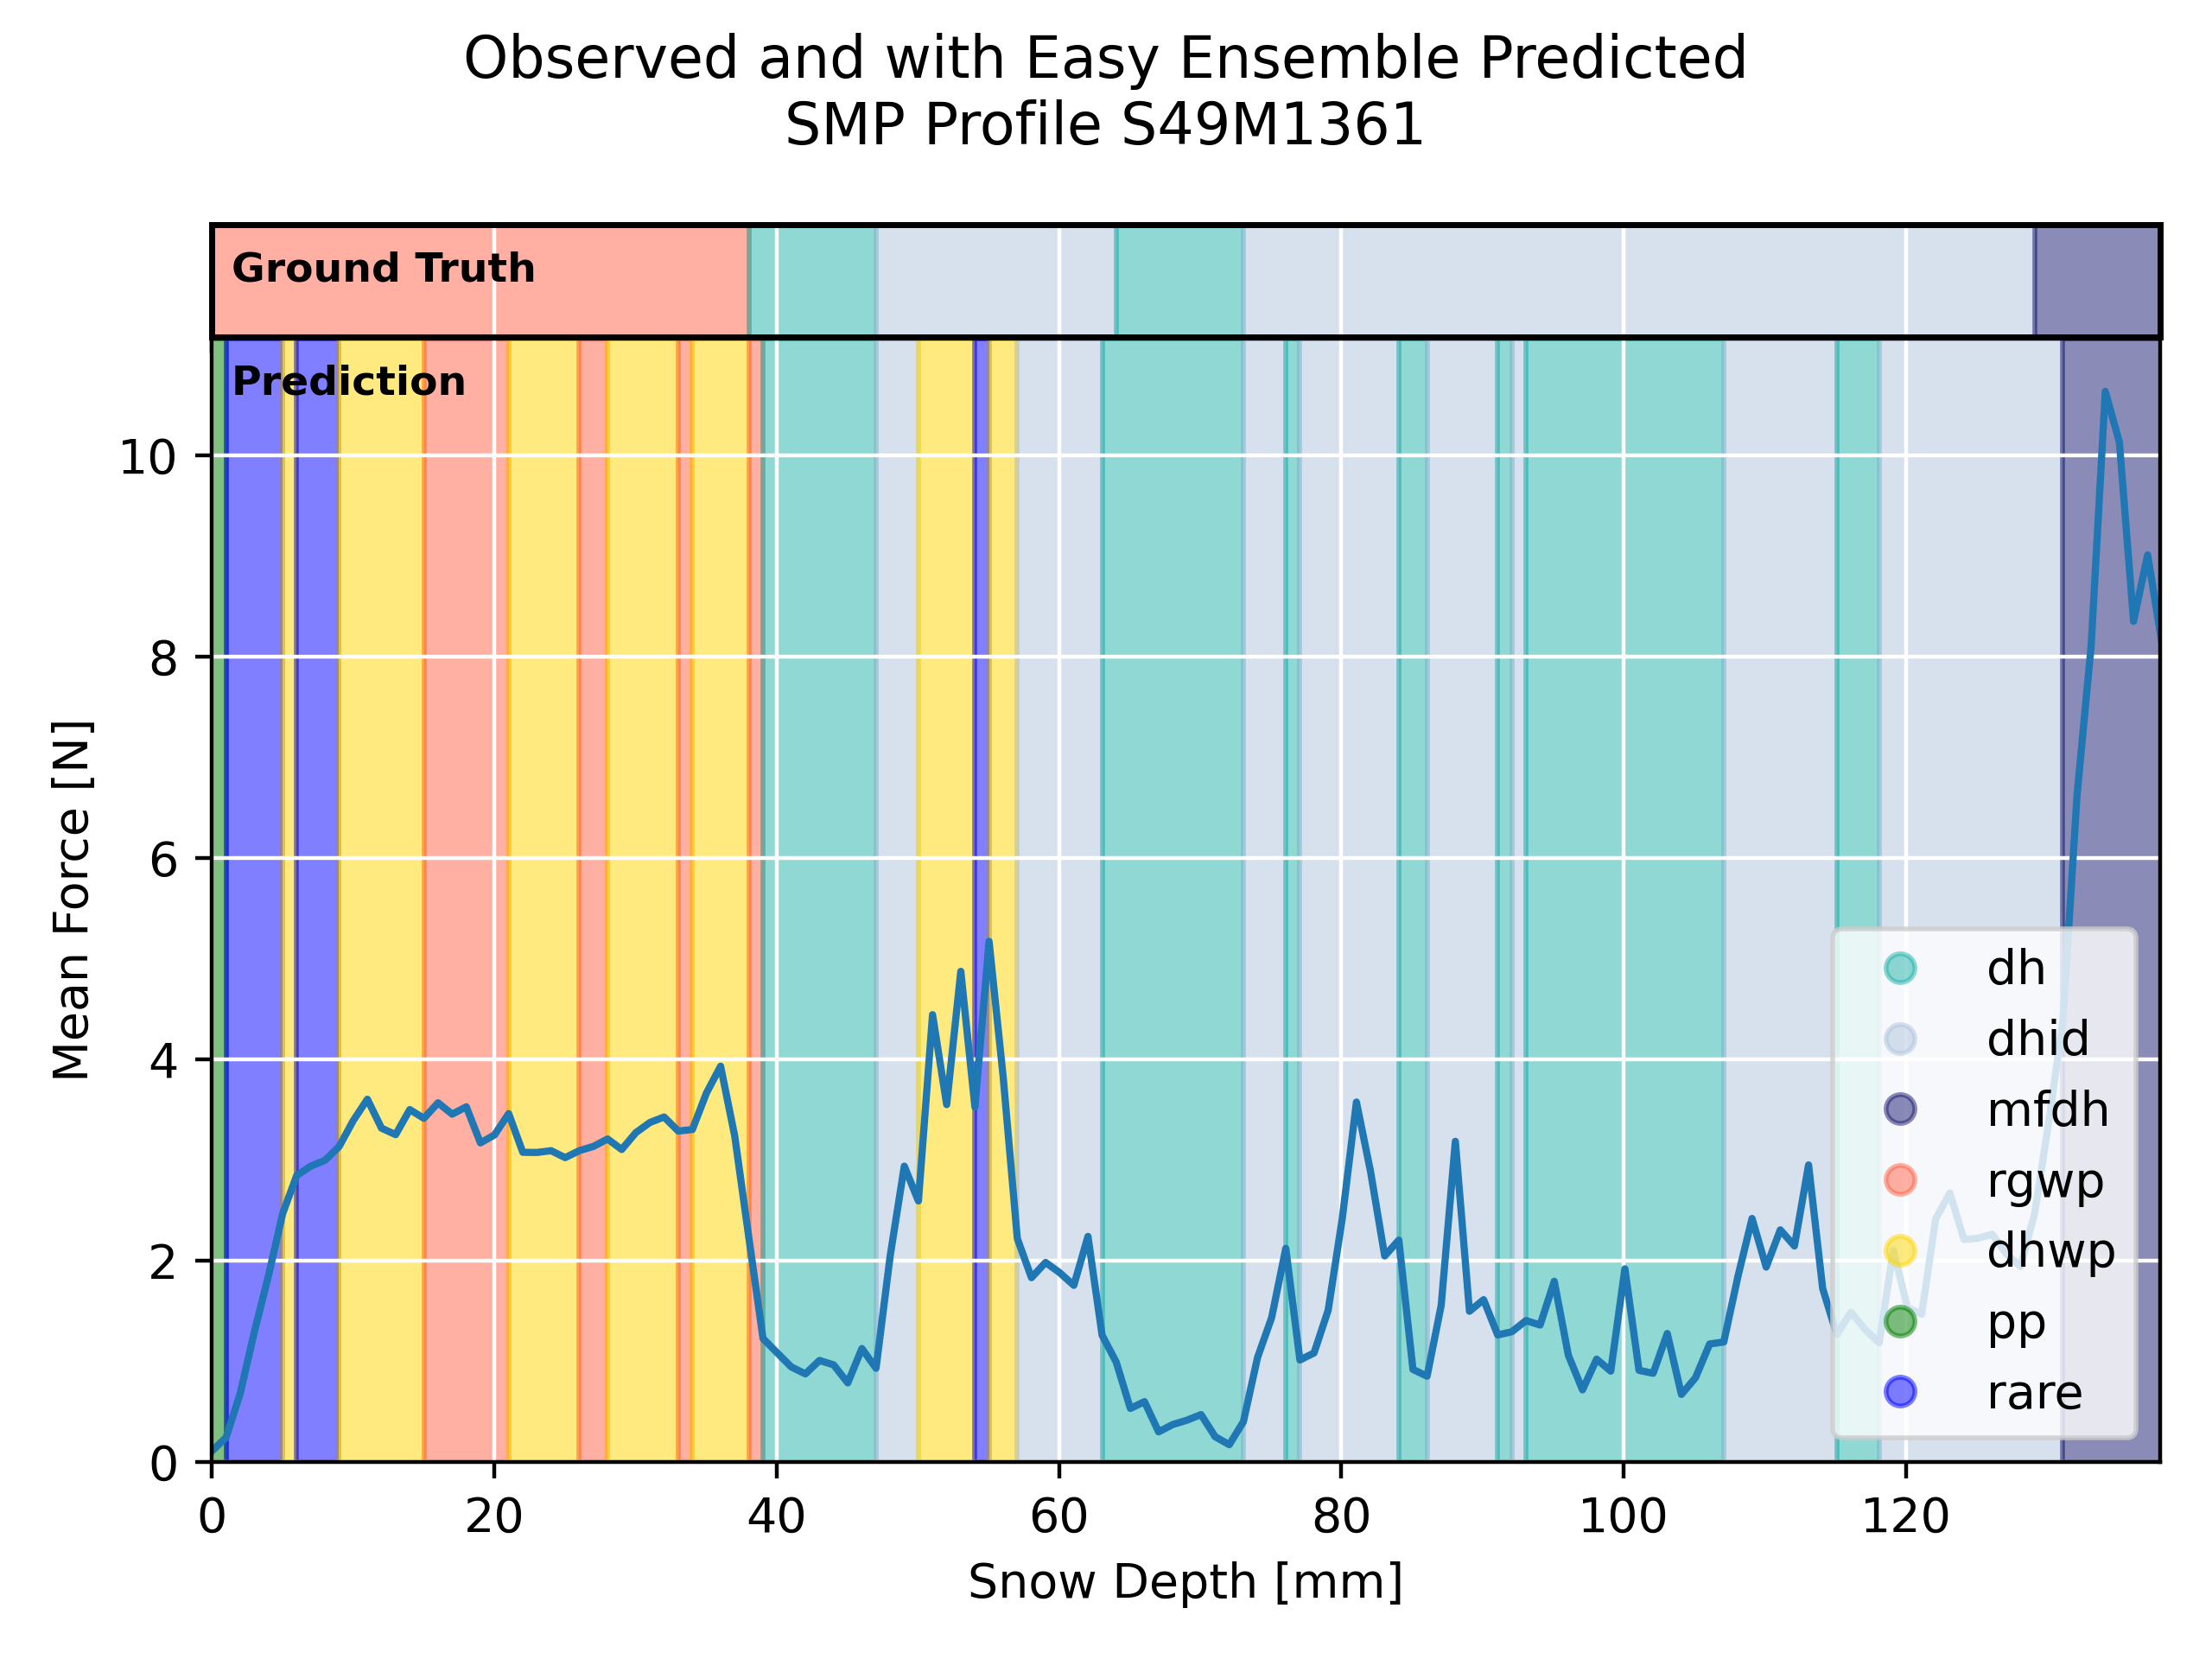 Observed and with Easy Ensemble Predicted
SMP Profile S49M1361
Ground Truth
Prediction
10
8
6
4
2
0
Mean Force [N]
dh
dhid
mfdh
rgwp
dhwp
pp
rare
0 20 40 60 80 100 120
Snow Depth [mm]